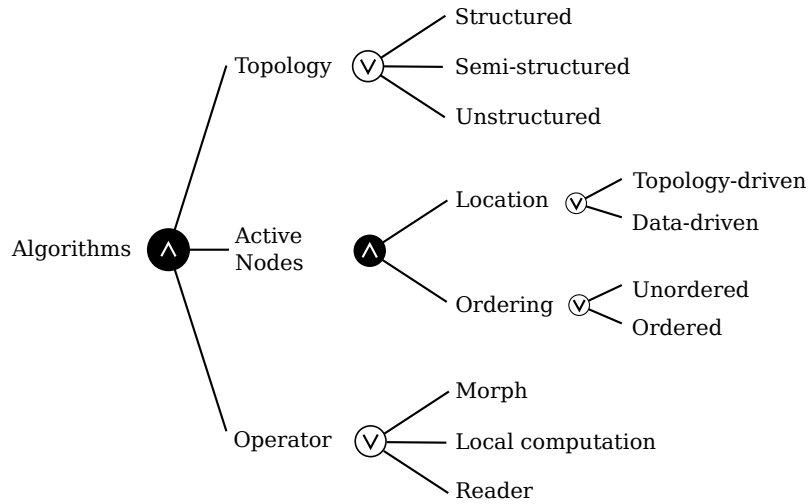 Structured
Topology ∨ Semi-structured
Unstructured
Topology-driven
Location ∨
Data-driven
Algorithms ∧ Active
Nodes ∧
Unordered
Ordering ∨
Ordered
Morph
Operator ∨ Local computation
Reader